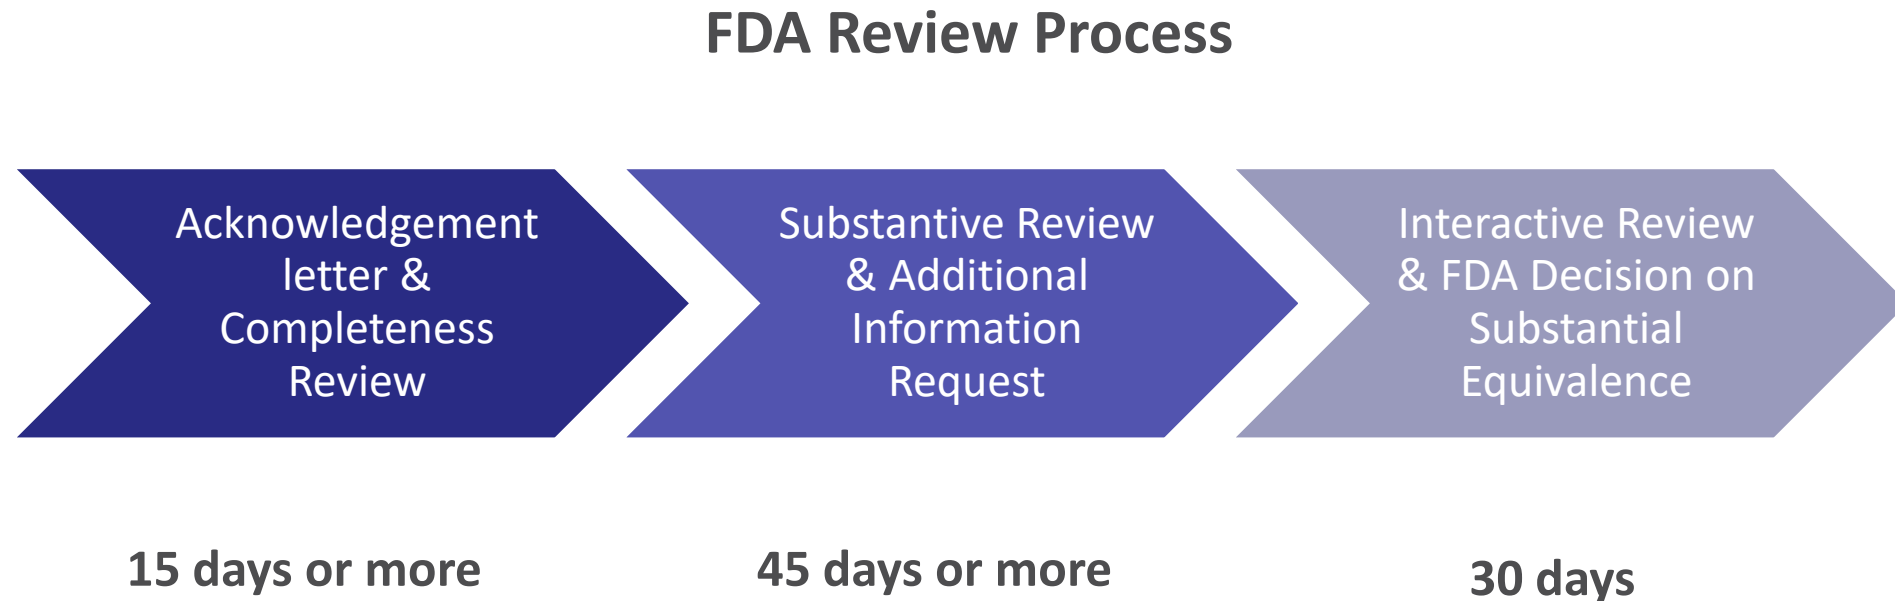 FDA Review Process
Acknowledgement
letter &
Completeness
Review
Substantive Review
& Additional
Information
Request
Interactive Review
& FDA Decision on
Substantial
Equivalence
15 days or more
45 days or more
30 days